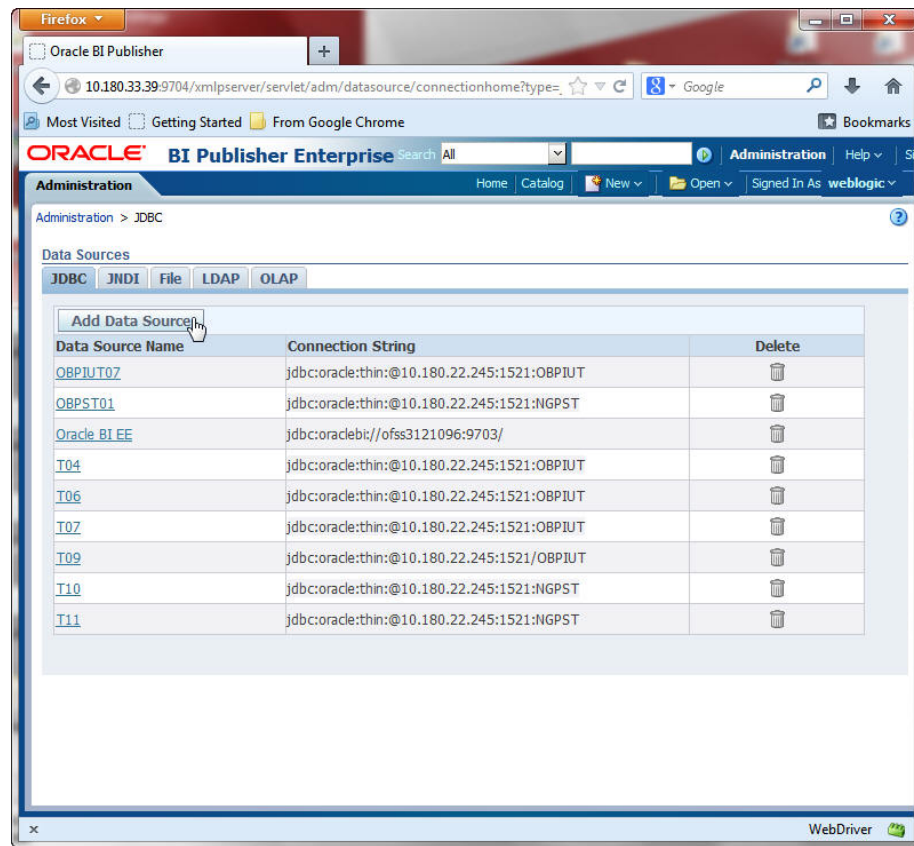 Firefox
Oracle BI Publisher
10.180.33.39:9704/xmlpserver/servlet/adm/datasource/connectionhome?type= Google
Most Visited Getting Started From Google Chrome Bookmarks
ORACLE BI Publisher Enterprise Search All Administration Help
Administration Home Catalog New Open Signed In As weblogic
Administration > JDBC
Data Sources
JDBC JNDI File LDAP OLAP
Add Data Source
Data Source Name Connection String Delete
OBPIUT07 jdbc:oracle:thin:@10.180.22.245:1521:OBPIUT
OBPST01 jdbc:oracle:thin:@10.180.22.245:1521:NGPST
Oracle BI EE jdbc:oraclebi://ofss3121096:9703/
T04 jdbc:oracle:thin:@10.180.22.245:1521:OBPIUT
T06 jdbc:oracle:thin:@10.180.22.245:1521:OBPIUT
T07 jdbc:oracle:thin:@10.180.22.245:1521:OBPIUT
T09 jdbc:oracle:thin:@10.180.22.245:1521/OBPIUT
T10 jdbc:oracle:thin:@10.180.22.245:1521:NGPST
T11 jdbc:oracle:thin:@10.180.22.245:1521:NGPST
x WebDriver